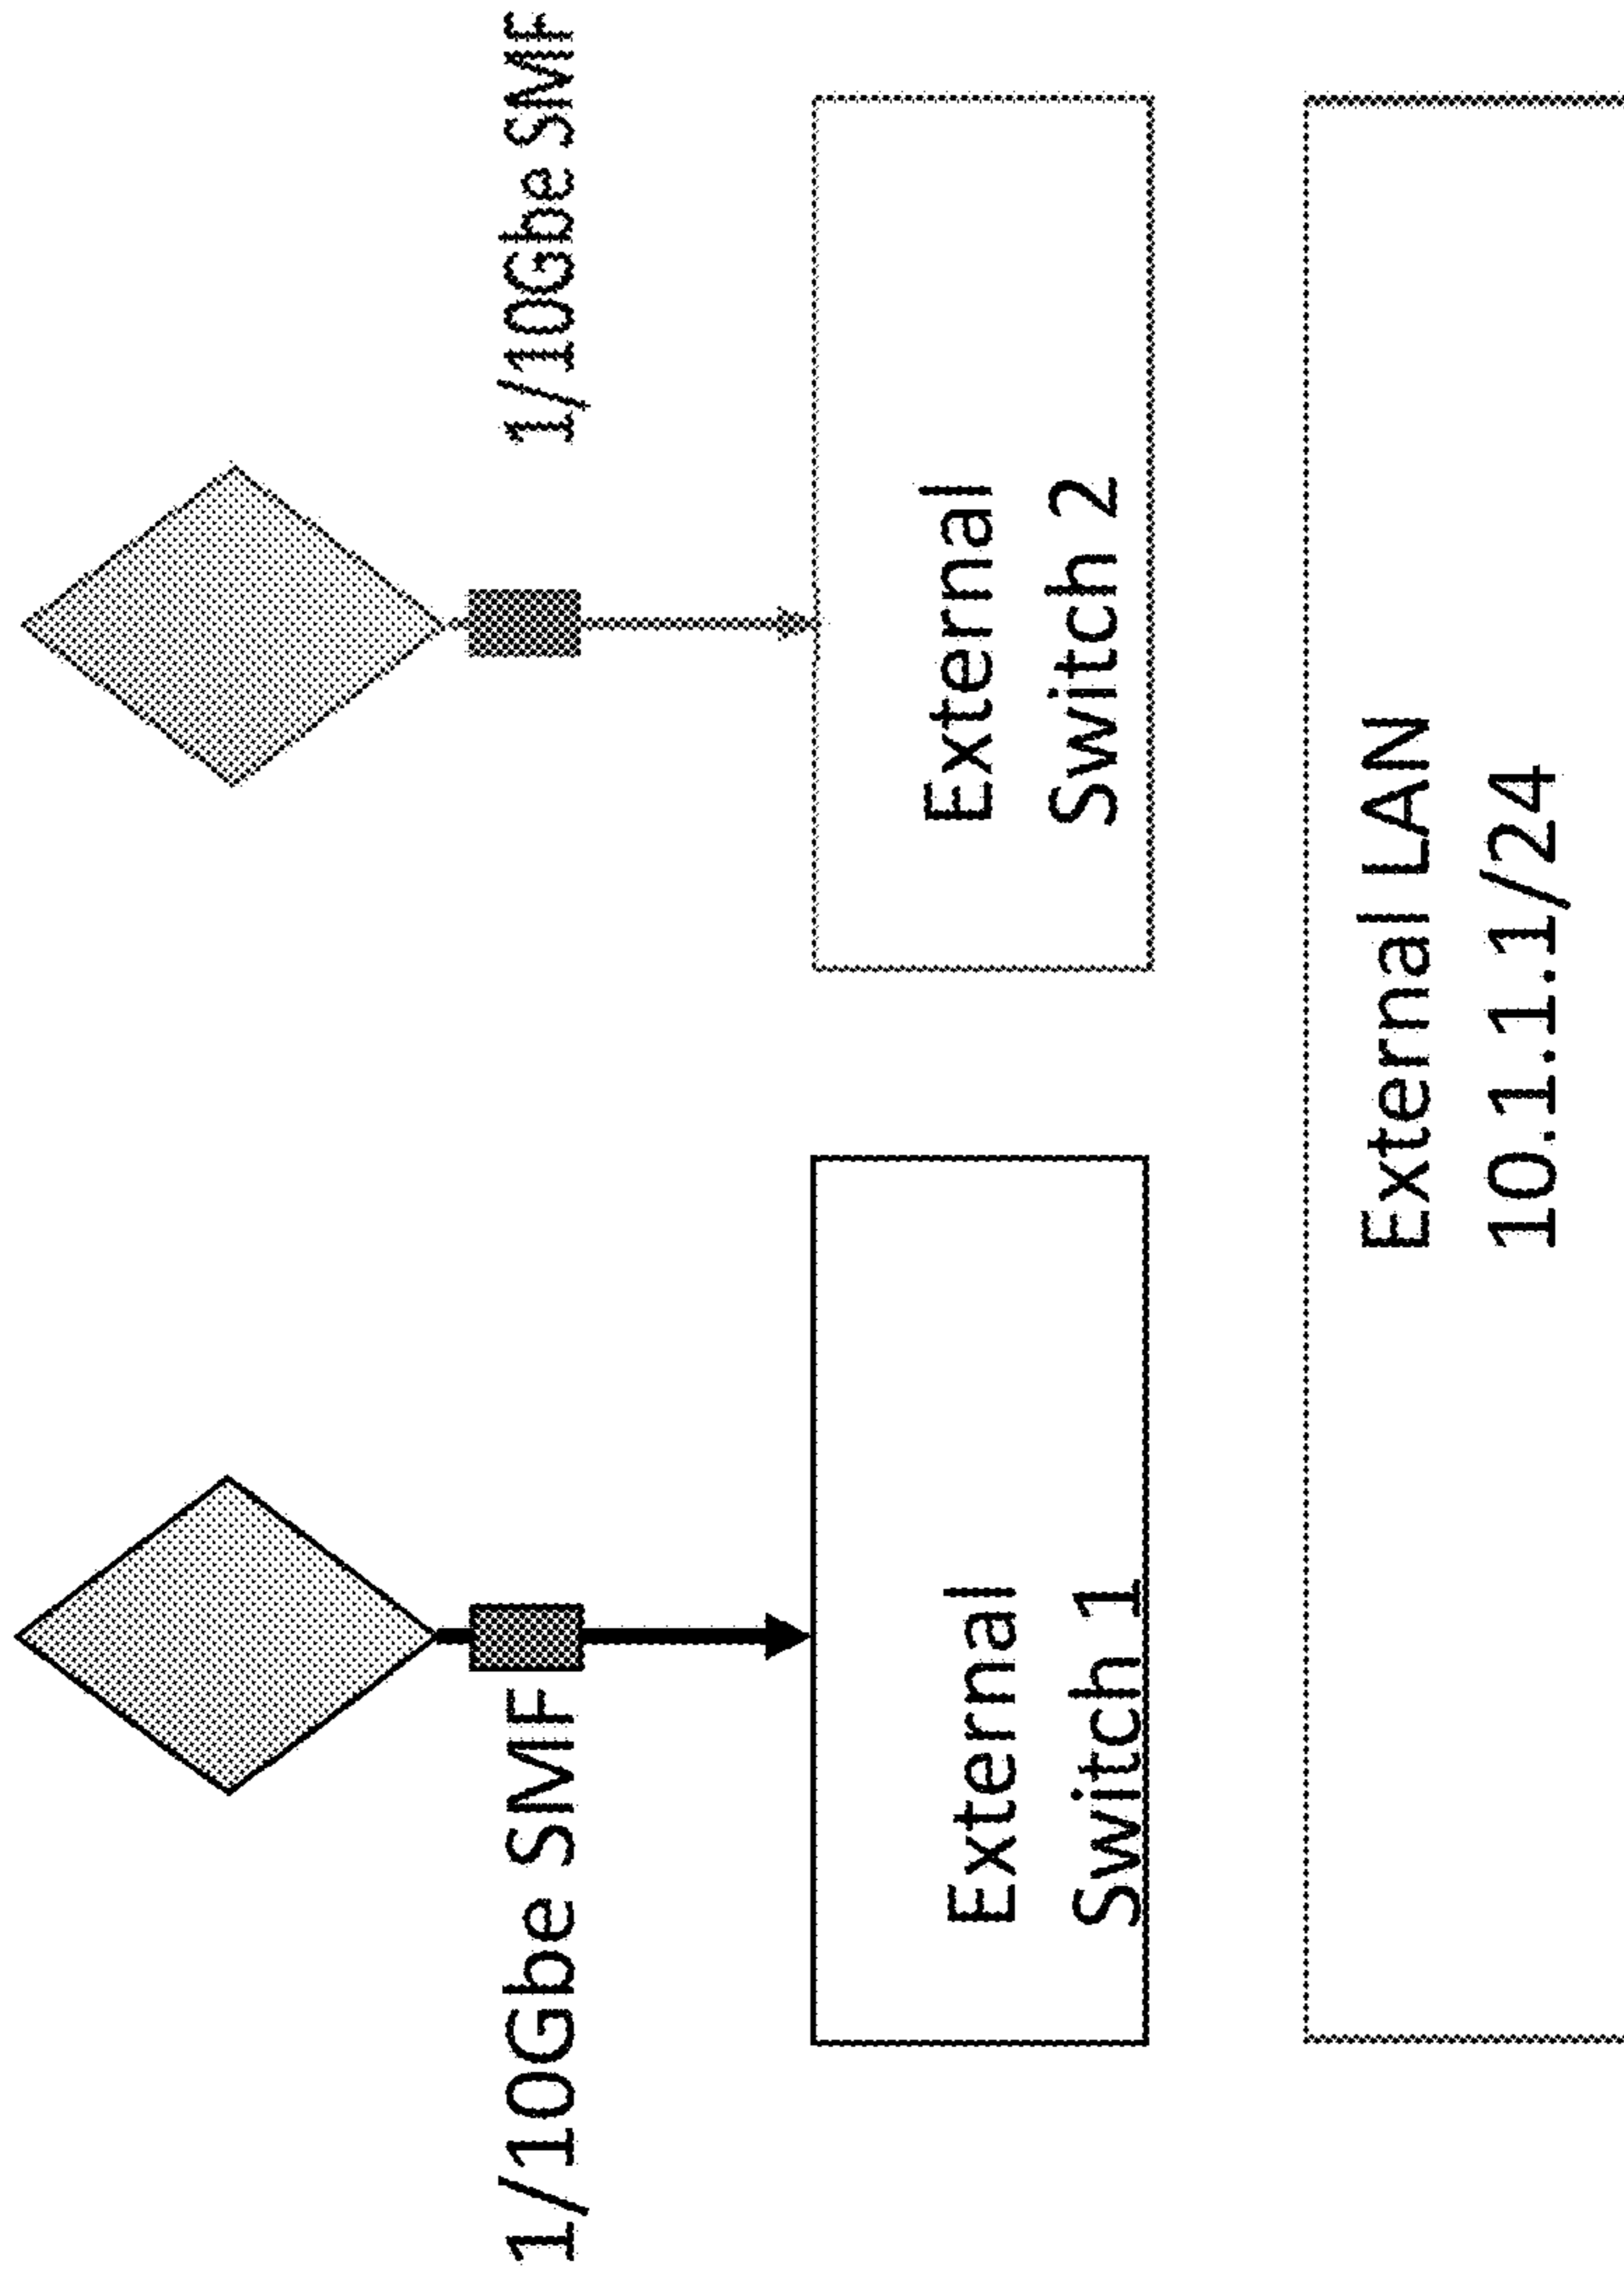 1/10Gbe SMF
1/10Gbe SMF
External
Switch 1
External
Switch 2
External LAN
10.1.1.1/24